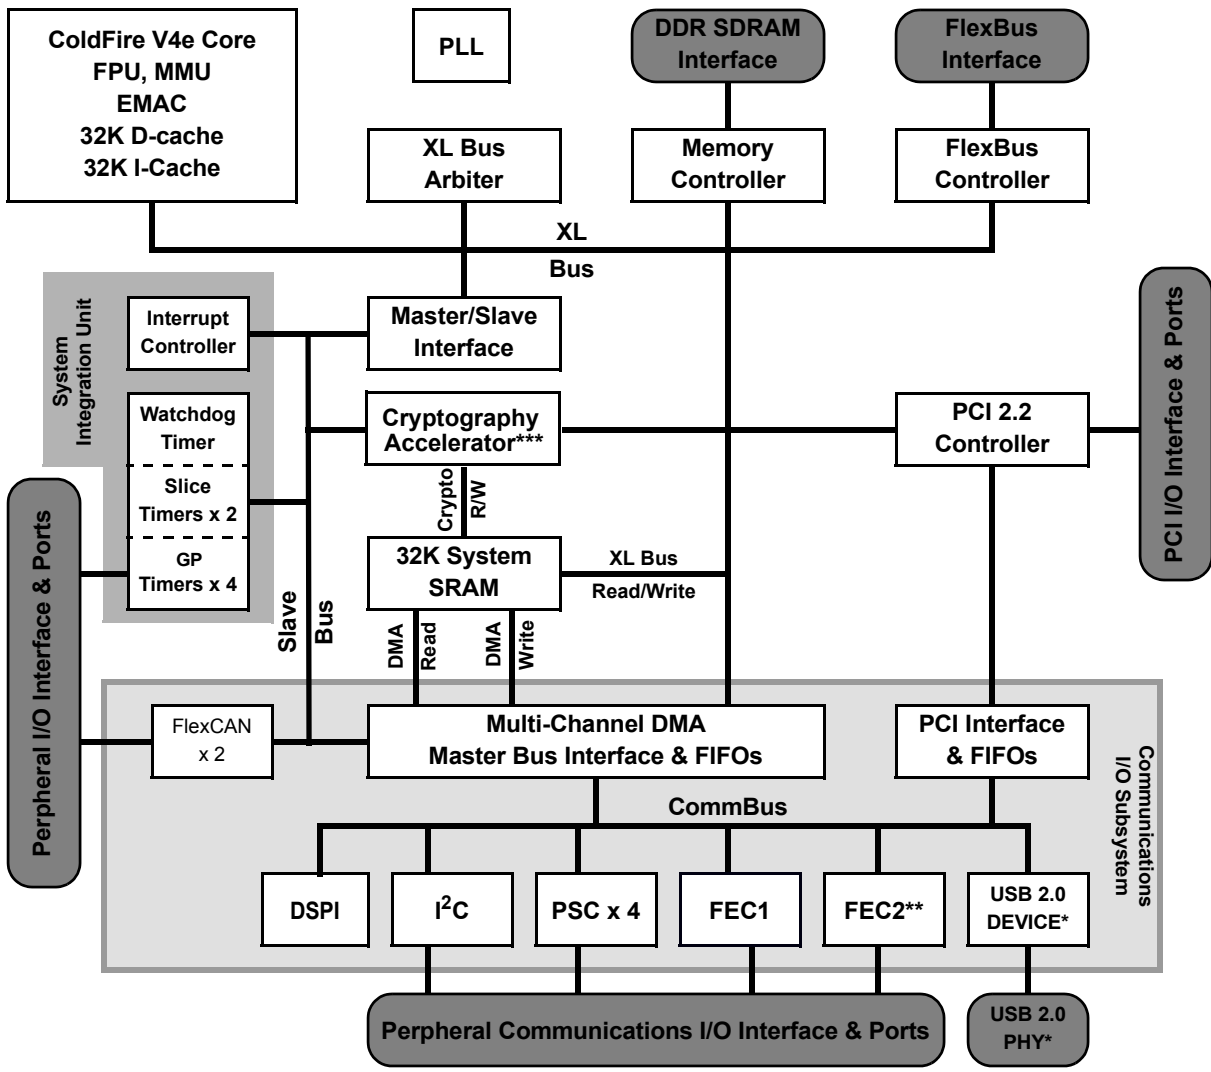 ColdFire V4e Core
FPU, MMU
EMAC
32K D-cache
32K I-Cache
PLL
DDR SDRAM
Interface
FlexBus
Interface
XL Bus
Arbiter
Memory
Controller
FlexBus
Controller
XL
Bus
System
Integration Unit
Interrupt
Controller
Master/Slave
Interface
PCI I/O Interface & Ports
Watchdog
Timer
Slice
Timers x 2
GP
Timers x 4
Cryptography
Accelerator***
PCI 2.2
Controller
Crypto
R/W
32K System
SRAM
XL Bus
Read/Write
Perpheral I/O Interface & Ports
Slave
Bus
DMA
Read
DMA
Write
FlexCAN
x 2
Multi-Channel DMA
Master Bus Interface & FIFOs
PCI Interface
& FIFOs
Communications
I/O Subsystem
CommBus
DSPI
I2C
PSC x 4
FEC1
FEC2**
USB 2.0
DEVICE*
Perpheral Communications I/O Interface & Ports
USB 2.0
PHY*